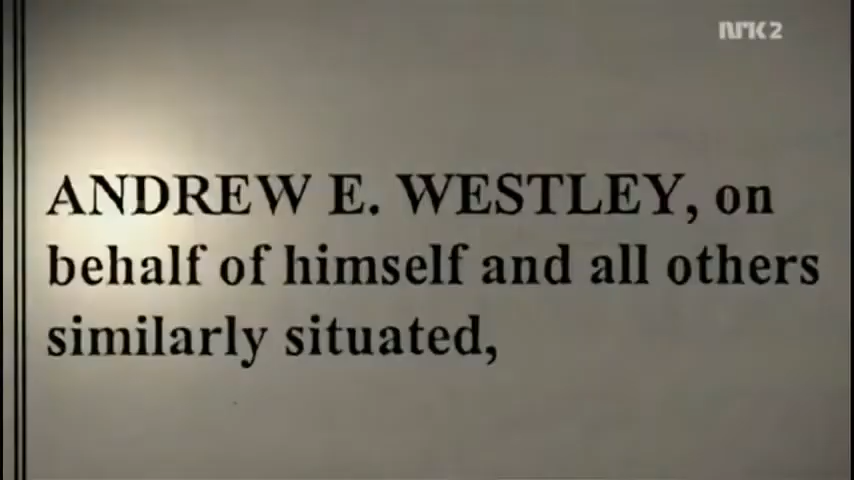 NRK2
ANDREW E. WESTLEY, on
behalf of himself and all others
similarly situated,